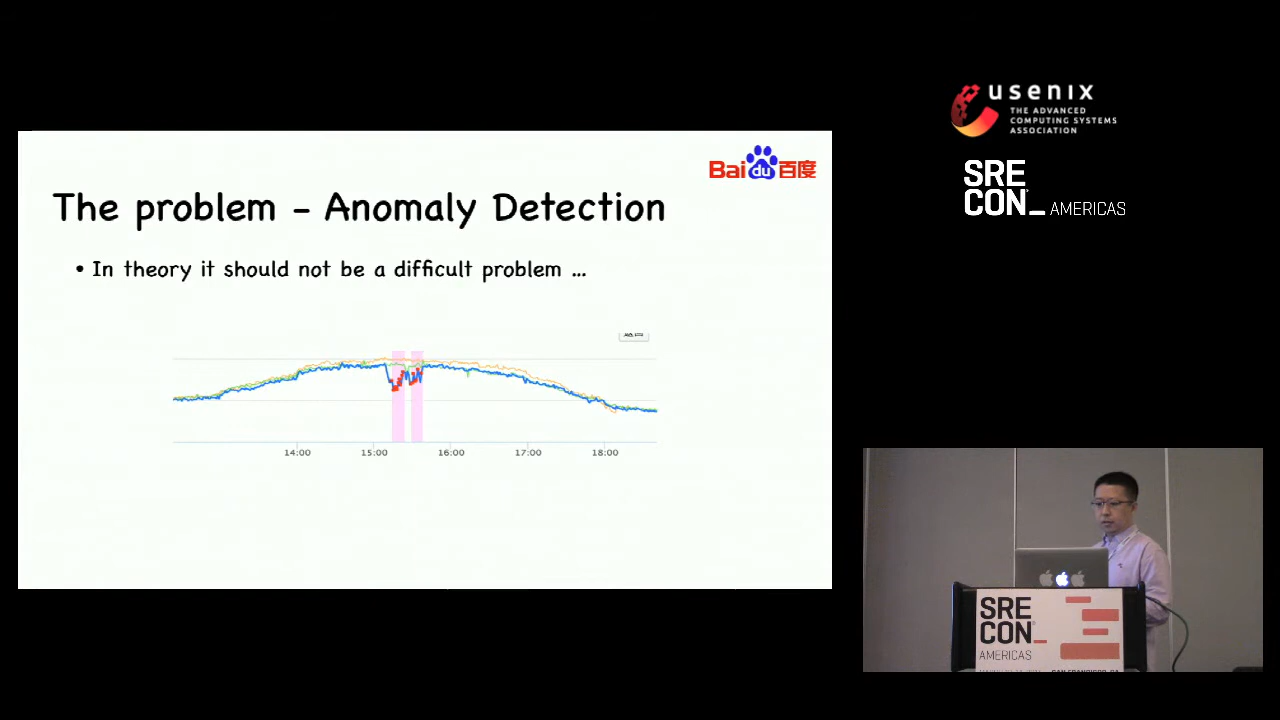 Baidu百度
The problem - Anomaly Detection
• In theory it should not be a difficult problem ...
14:00 15:00 16:00 17:00 18:00
usenix
THE ADVANCED
COMPUTING SYSTEMS
ASSOCIATION
SRE
CON_ AMERICAS
SRE
CON_
AMERICAS